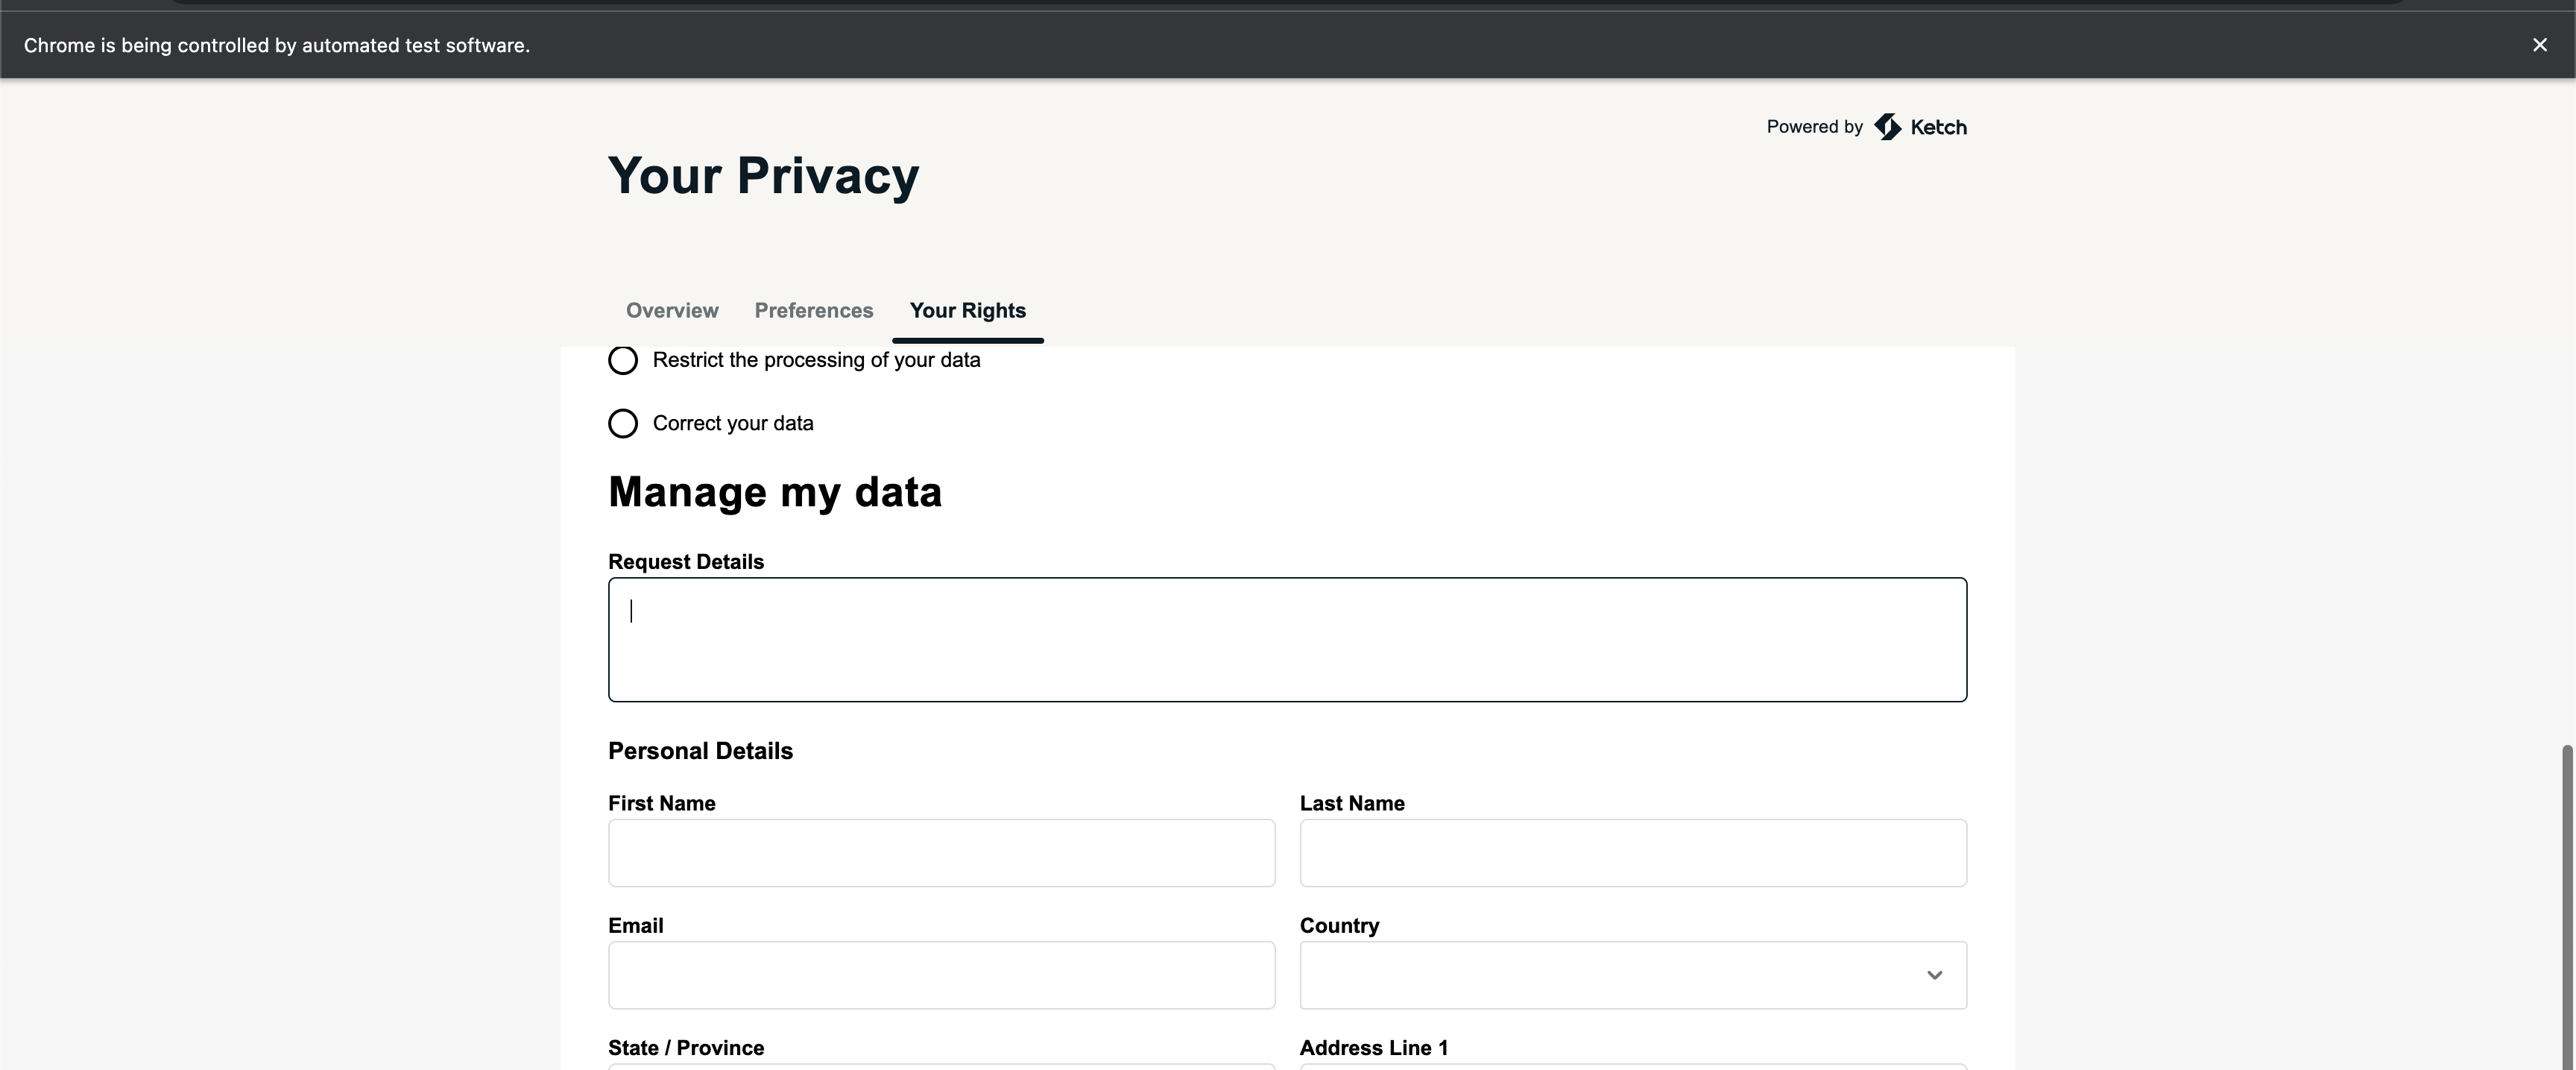 Chrome is being controlled by automated test software.
Powered by Ketch
Your Privacy
Overview Preferences Your Rights
Restrict the processing of your data
Correct your data
Manage my data
Request Details
Personal Details
First Name Last Name
Email Country
State / Province Address Line 1